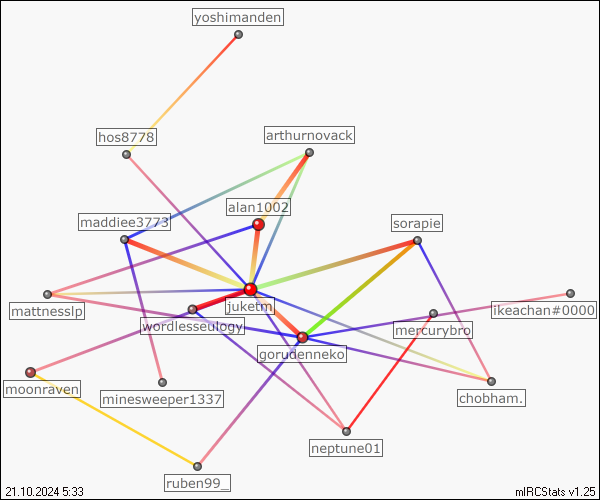 yoshimanden
hos8778
arthurnovack
alan1002
maddiee3773
sorapie
mattnesslp
juketm
ikeachan#0000
wordlesseulogy
mercurybro
gorudenneko
moonraven
minesweeper1337
chobham.
neptune01
ruben99_
21.10.2024 5:33
mIRCStats v1.25